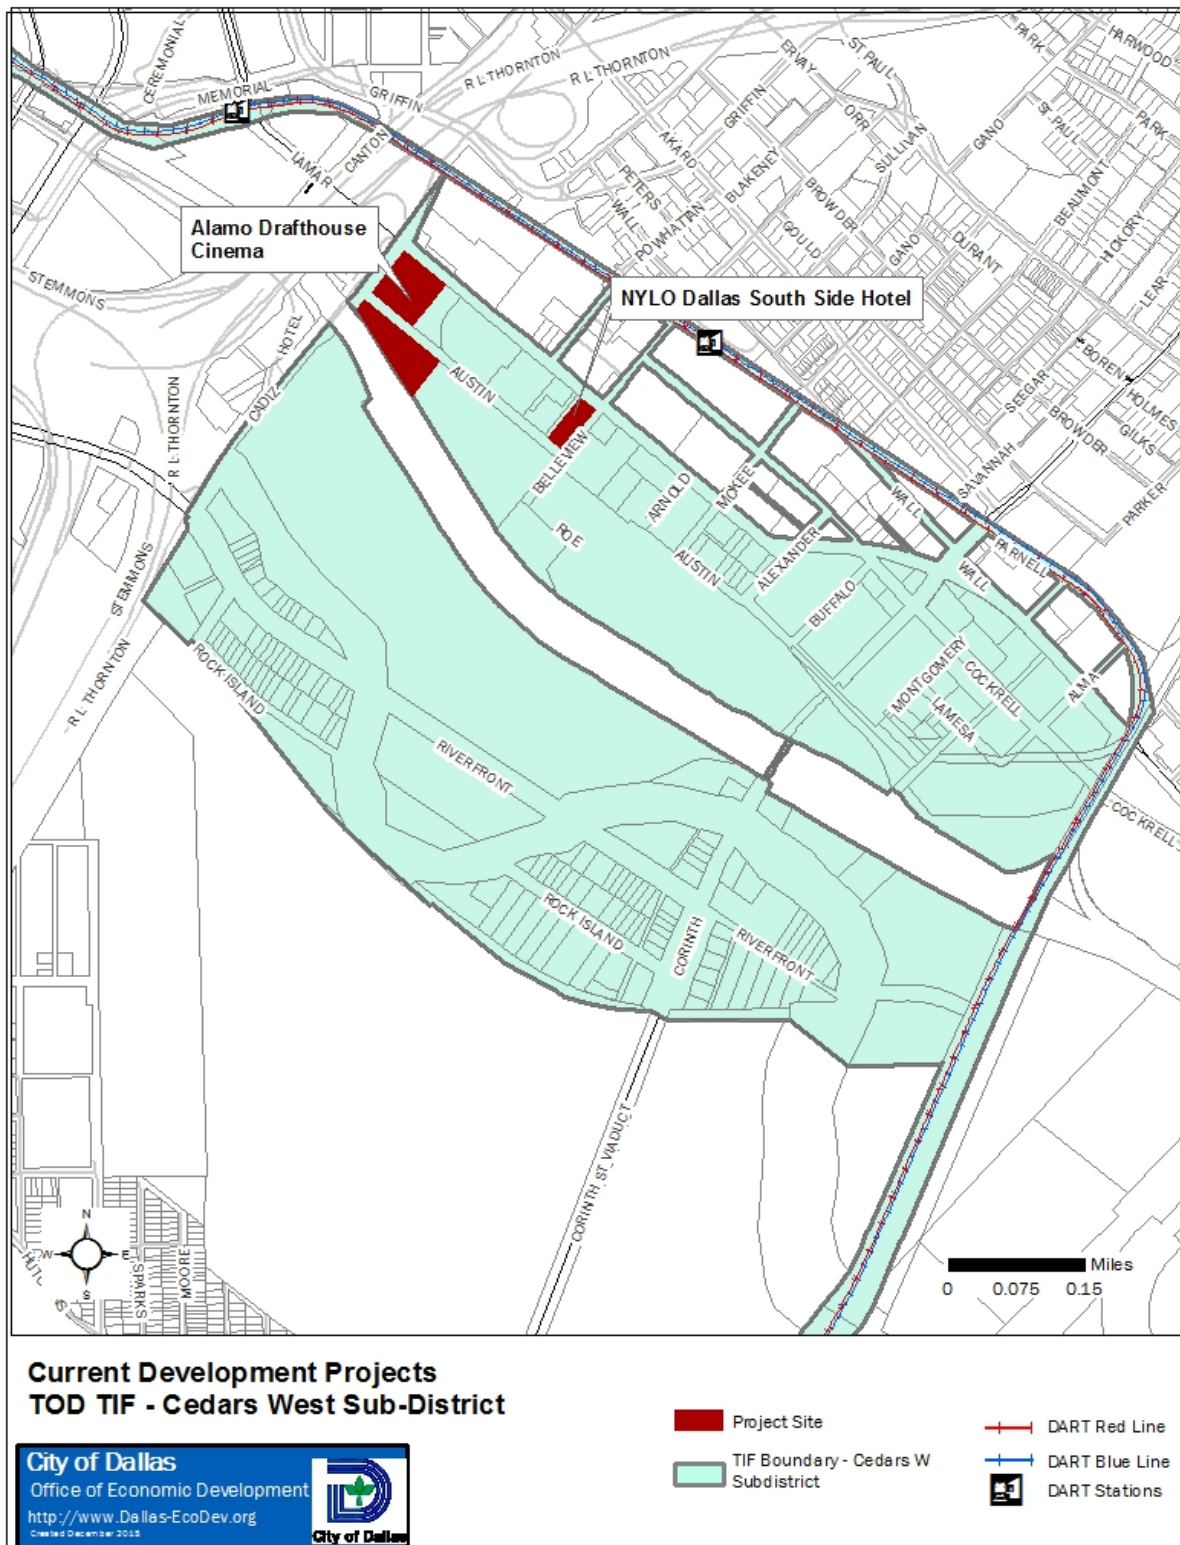 CEREMONIAL
MEMORIAL
GRIFFIN
R L THORNTON
R L THORNTON
ERVAY
ST PAUL
PARK
HARWOOD
LAMAR
CANTON
AKARD
GRIFFIN
ORR
SULLIVAN
GANO
ST PAUL
PARK
PETERS
WALL
BLAKENEY
BROWDER
BEAUMONT
POWHATAN
GOULD
GANO
DURANT
HICKORY
LEAR
Alamo Drafthouse
Cinema
STEMMONS
NYLO Dallas South Side Hotel
HOTEL
CADIZ
R L THORNTON
AUSTIN
BELLEVIEW
BOREN
HOLMES
SEEGAR
BROWDER
GILKS
PARKER
SAVANNAH
WALL
ARNOLD
MCKEE
ROE
AUSTIN
ALEXANDER
BUFFALO
PARNELL
WALL
STEMMONS
R L THORNTON
ROCK ISLAND
MONTGOMERY
COCKRELL
ALMA
LAMESA
RIVERFRONT
COCKRELL
ROCK ISLAND
CORINTH
RIVERFRONT
CORINTH ST VIADUCT
N
W
E
S
SPARKS
MOORE
Miles
0 0.075 0.15
Current Development Projects
TOD TIF - Cedars West Sub-District
City of Dallas
Office of Economic Development
http://www.Dallas-EcoDev.org
Created December 2015
City of Dallas
Project Site
TIF Boundary - Cedars W
Subdistrict
DART Red Line
DART Blue Line
DART Stations